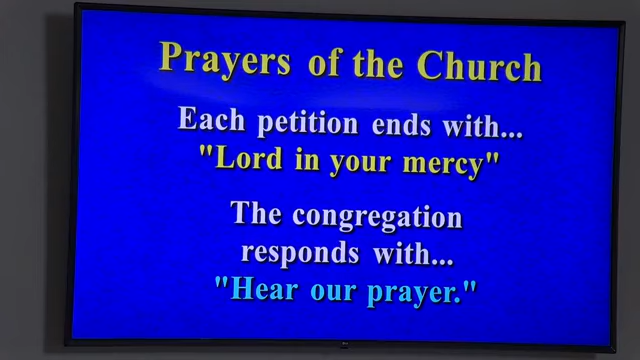 Prayers of the Church
Each petition ends with...
"Lord in your mercy"
The congregation
responds with...
"Hear our prayer."